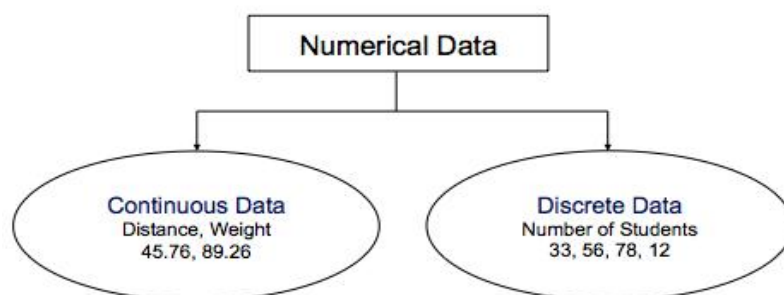 Numerical Data
Continuous Data
Distance, Weight
45.76, 89.26
Discrete Data
Number of Students
33, 56, 78, 12